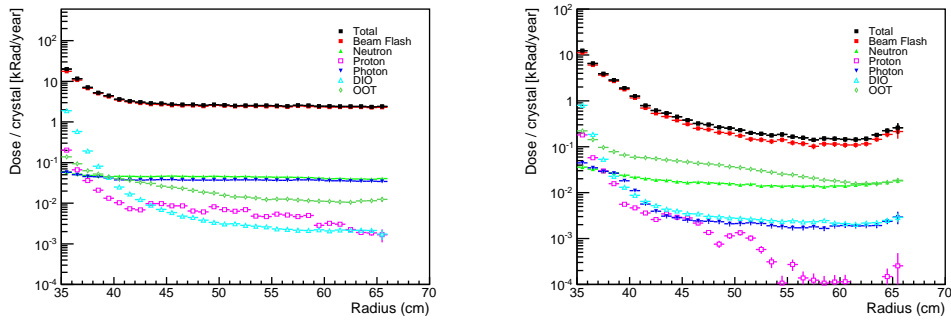 Dose / crystal [kRad/year]
10²
10
1
10⁻¹
10⁻²
10⁻³
10⁻⁴
Total
Beam Flash
Neutron
Proton
Photon
DIO
OOT
35 40 45 50 55 60 65 70
Radius (cm)
Dose / crystal [kRad/year]
10²
10
1
10⁻¹
10⁻²
10⁻³
10⁻⁴
Total
Beam Flash
Neutron
Proton
Photon
DIO
OOT
35 40 45 50 55 60 65 70
Radius (cm)